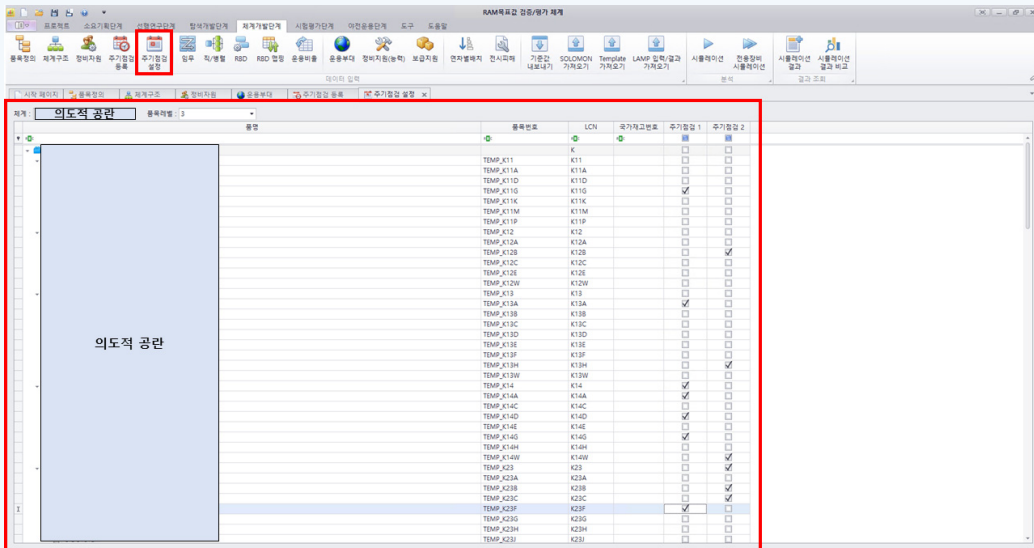 RAM목표값 검증/평가 체계
프로젝트 소요기획단계 선행연구단계 탐색개발단계 체계개발단계 시험평가단계 야전운용단계 도구 도움말
품목정의 체계구조 정비자원 주기점검 등록 주기점검 설정 임무 직/병렬 RBD RBD 협정 운용비율 운용부대 정비지원(능력) 보급지원 연차별배치 전시피해 기준값 내보내기 SOLOMON 가져오기 Template 가져오기 LAMP 입력/결과 가져오기 시뮬레이션 전용장비 시뮬레이션 시뮬레이션 결과 시뮬레이션 결과 비교
데이터 입력 분석 결과 조회
시작 페이지 품목정의 체계구조 정비자원 운용부대 주기점검 등록 주기점검 설정
체계 : 의도적 공란 품목레벨 : 3
품명 품목번호 LCN 국가재고번호 주기점검 1 주기점검 2
K
TEMP_K11 K11
TEMP_K11A K11A
TEMP_K11D K11D
TEMP_K11G K11G
TEMP_K11K K11K
TEMP_K11M K11M
TEMP_K11P K11P
TEMP_K12 K12
TEMP_K12A K12A
TEMP_K12B K12B
TEMP_K12C K12C
TEMP_K12E K12E
TEMP_K12W K12W
TEMP_K13 K13
TEMP_K13A K13A
TEMP_K13B K13B
TEMP_K13C K13C
TEMP_K13D K13D
의도적 공란
TEMP_K13E K13E
TEMP_K13F K13F
TEMP_K13H K13H
TEMP_K13W K13W
TEMP_K14 K14
TEMP_K14A K14A
TEMP_K14C K14C
TEMP_K14D K14D
TEMP_K14E K14E
TEMP_K14G K14G
TEMP_K14H K14H
TEMP_K14W K14W
TEMP_K23 K23
TEMP_K23A K23A
TEMP_K23B K23B
TEMP_K23C K23C
TEMP_K23F K23F
TEMP_K23G K23G
TEMP_K23H K23H
TEMP_K23J K23J